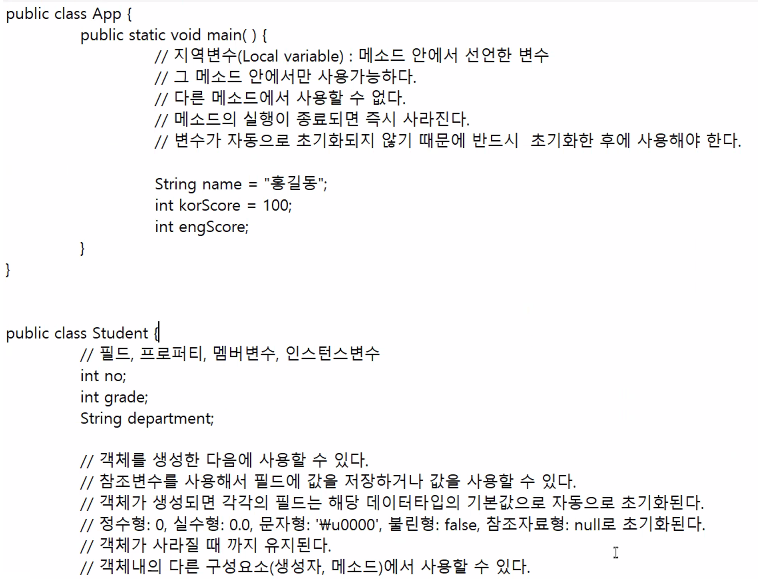 public class App {
public static void main( ) {
// 지역변수(Local variable) : 메소드 안에서 선언한 변수
// 그 메소드 안에서만 사용가능하다.
// 다른 메소드에서 사용할 수 없다.
// 메소드의 실행이 종료되면 즉시 사라진다.
// 변수가 자동으로 초기화되지 않기 때문에 반드시  초기화한 후에 사용해야 한다.
String name = "홍길동";
int korScore = 100;
int engScore;
}
}
public class Student {
// 필드, 프로퍼티, 멤버변수, 인스턴스변수
int no;
int grade;
String department;
// 객체를 생성한 다음에 사용할 수 있다.
// 참조변수를 사용해서 필드에 값을 저장하거나 값을 사용할 수 있다.
// 객체가 생성되면 각각의 필드는 해당 데이터타입의 기본값으로 자동으로 초기화된다.
// 정수형: 0, 실수형: 0.0, 문자형: '₩u0000', 불린형: false, 참조자료형: null로 초기화된다.
// 객체가 사라질 때 까지 유지된다.
// 객체내의 다른 구성요소(생성자, 메소드)에서 사용할 수 있다.